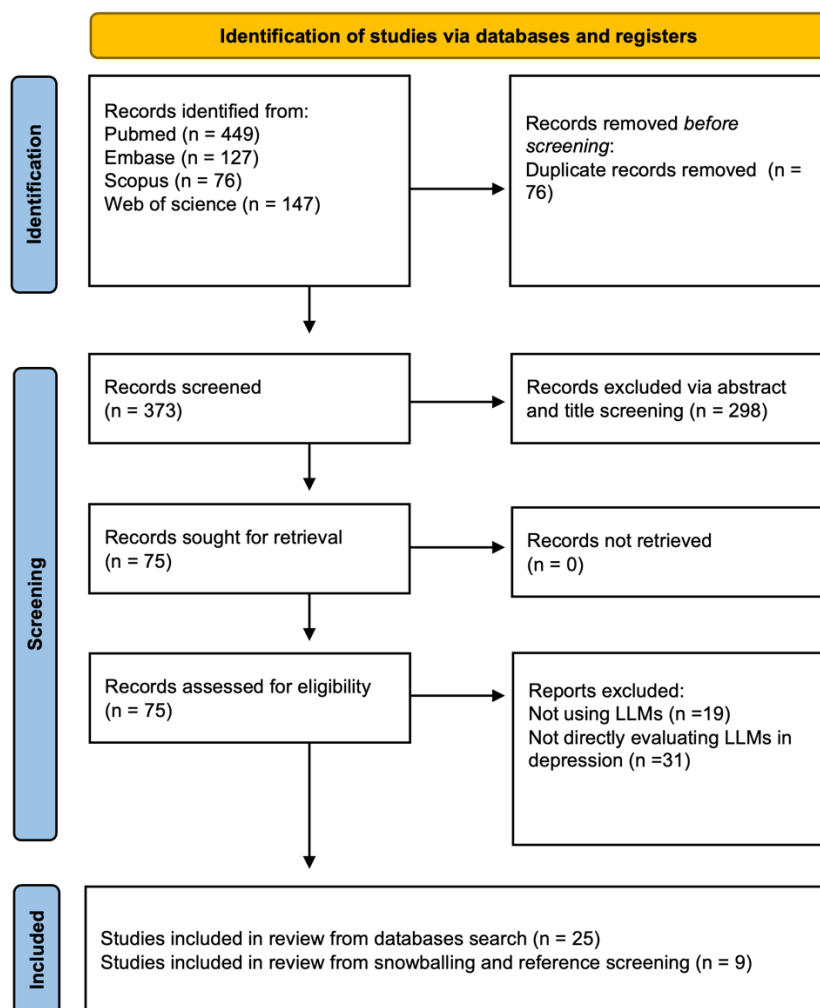 Identification of studies via databases and registers
Identification
Records identified from:
Pubmed (n = 449)
Embase (n = 127)
Scopus (n = 76)
Web of science (n = 147)
Records removed before
screening:
Duplicate records removed (n =
76)
Screening
Records screened
(n = 373)
Records excluded via abstract
and title screening (n = 298)
Records sought for retrieval
(n = 75)
Records not retrieved
(n = 0)
Records assessed for eligibility
(n = 75)
Reports excluded:
Not using LLMs (n =19)
Not directly evaluating LLMs in
depression (n =31)
Included
Studies included in review from databases search (n = 25)
Studies included in review from snowballing and reference screening (n = 9)